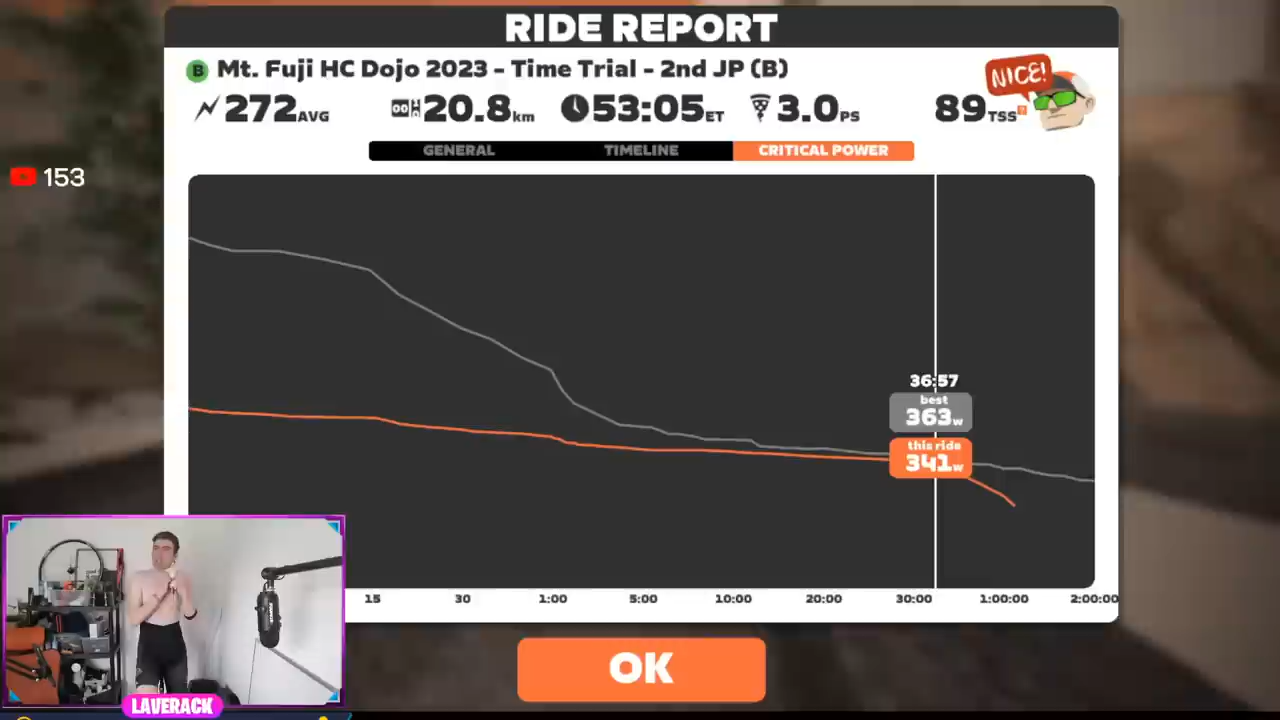 RIDE REPORT
B Mt. Fuji HC Dojo 2023 - Time Trial - 2nd JP (B)
NICE!
272AVG 20.8km 53:05ET 3.0PS 89TSS
GENERAL TIMELINE CRITICAL POWER
153
36:57
best
363w
this ride
341w
15 30 1:00 5:00 10:00 20:00 30:00 1:00:00 2:00:00
OK
LAVERACK